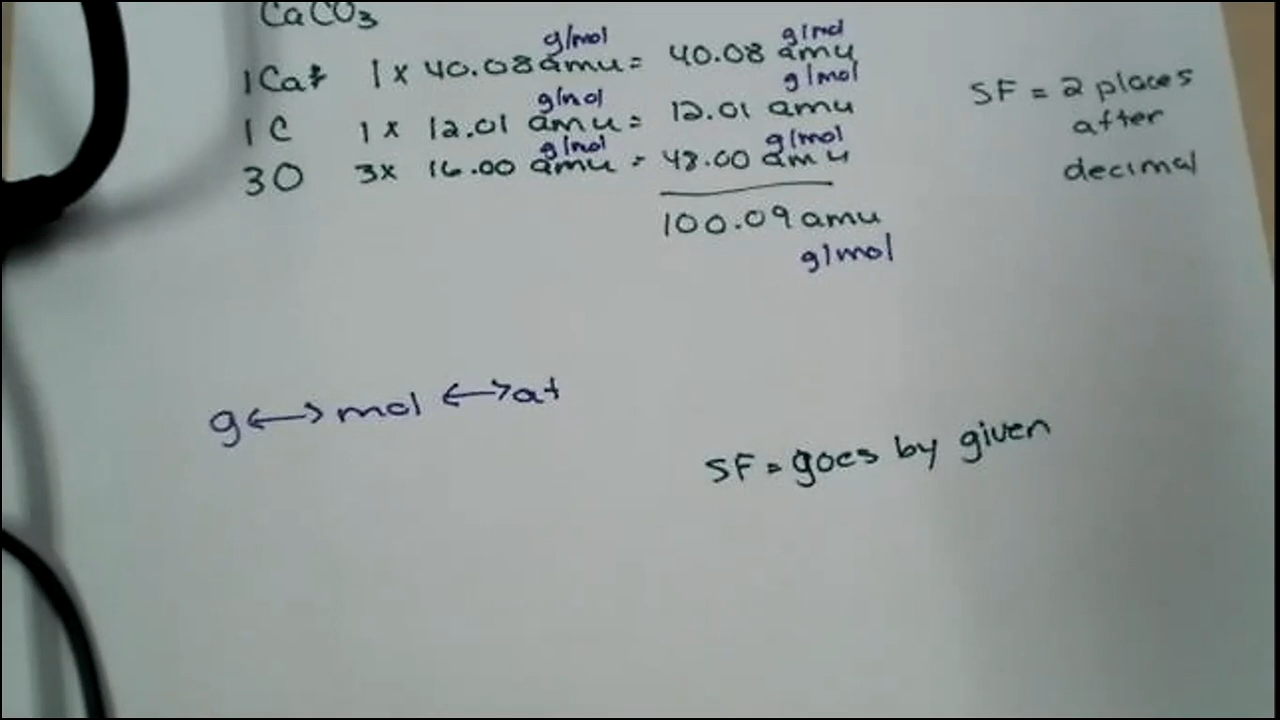 CaCO3
g/mol g/mol
1Ca 1 x 40.08 amu = 40.08 amu
g/mol g/mol
1 C 1 x 12.01 amu = 12.01 amu
g/mol g/mol
3O 3x 16.00 amu = 48.00 amu
100.09 amu
g/mol
SF = 2 places
after
decimal
g ↔ mol ↔ at
SF = goes by given